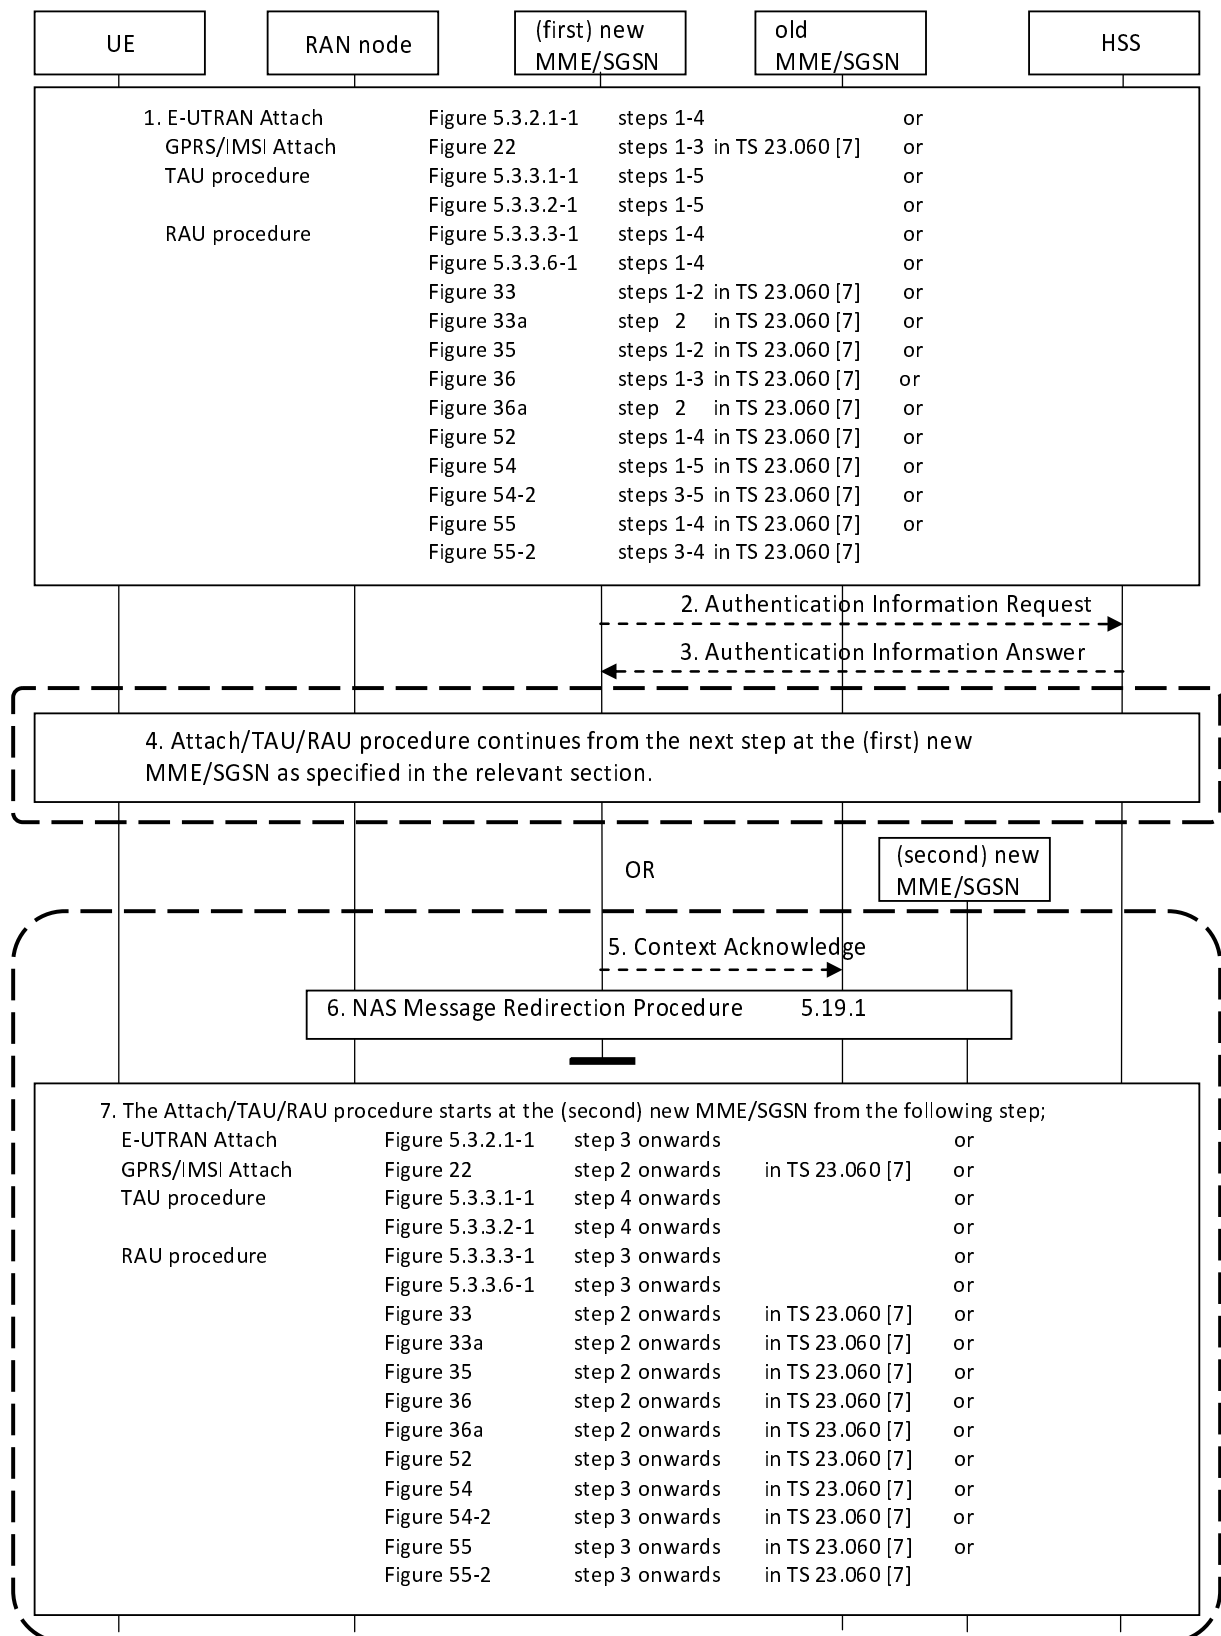 UE
RAN node
(first) new
MME/SGSN
old
MME/SGSN
HSS
1. E-UTRAN Attach Figure 5.3.2.1-1 steps 1-4 or
GPRS/IMSI Attach Figure 22 steps 1-3 in TS 23.060 [7] or
TAU procedure Figure 5.3.3.1-1 steps 1-5 or
Figure 5.3.3.2-1 steps 1-5 or
RAU procedure Figure 5.3.3.3-1 steps 1-4 or
Figure 5.3.3.6-1 steps 1-4 or
Figure 33 steps 1-2 in TS 23.060 [7] or
Figure 33a step 2 in TS 23.060 [7] or
Figure 35 steps 1-2 in TS 23.060 [7] or
Figure 36 steps 1-3 in TS 23.060 [7] or
Figure 36a step 2 in TS 23.060 [7] or
Figure 52 steps 1-4 in TS 23.060 [7] or
Figure 54 steps 1-5 in TS 23.060 [7] or
Figure 54-2 steps 3-5 in TS 23.060 [7] or
Figure 55 steps 1-4 in TS 23.060 [7] or
Figure 55-2 steps 3-4 in TS 23.060 [7]
2. Authentication Information Request
3. Authentication Information Answer
4. Attach/TAU/RAU procedure continues from the next step at the (first) new
MME/SGSN as specified in the relevant section.
OR
(second) new
MME/SGSN
5. Context Acknowledge
6. NAS Message Redirection Procedure 5.19.1
7. The Attach/TAU/RAU procedure starts at the (second) new MME/SGSN from the following step;
E-UTRAN Attach Figure 5.3.2.1-1 step 3 onwards or
GPRS/IMSI Attach Figure 22 step 2 onwards in TS 23.060 [7] or
TAU procedure Figure 5.3.3.1-1 step 4 onwards or
Figure 5.3.3.2-1 step 4 onwards or
RAU procedure Figure 5.3.3.3-1 step 3 onwards or
Figure 5.3.3.6-1 step 3 onwards or
Figure 33 step 2 onwards in TS 23.060 [7] or
Figure 33a step 2 onwards in TS 23.060 [7] or
Figure 35 step 2 onwards in TS 23.060 [7] or
Figure 36 step 2 onwards in TS 23.060 [7] or
Figure 36a step 2 onwards in TS 23.060 [7] or
Figure 52 step 3 onwards in TS 23.060 [7] or
Figure 54 step 3 onwards in TS 23.060 [7] or
Figure 54-2 step 3 onwards in TS 23.060 [7] or
Figure 55 step 3 onwards in TS 23.060 [7] or
Figure 55-2 step 3 onwards in TS 23.060 [7]